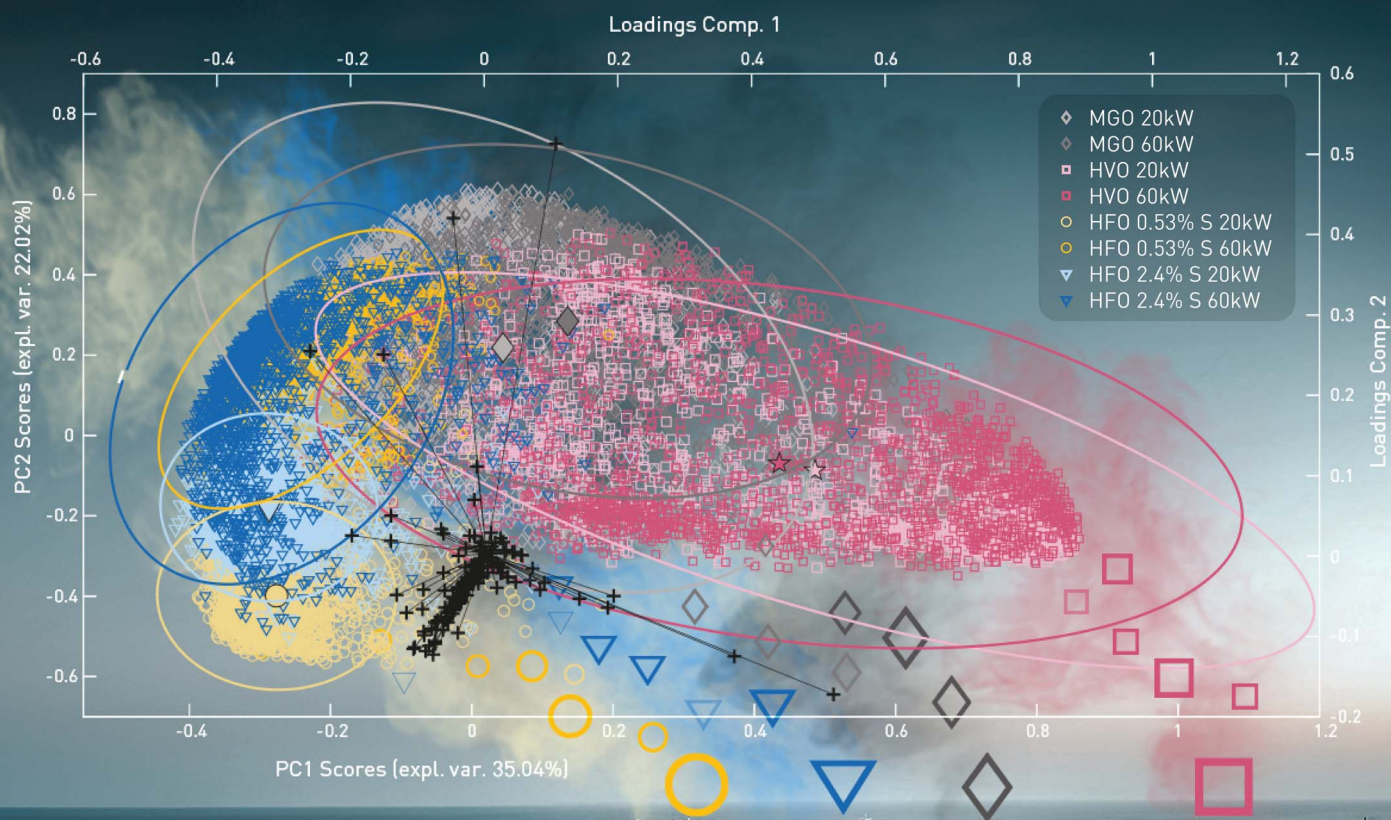 Loadings Comp. 1
-0.6 -0.4 -0.2 0 0.2 0.4 0.6 0.8 1 1.2
0.6
0.8
MGO 20kW
MGO 60kW
0.5
HVO 20kW
0.6
HVO 60kW
HFO 0.53% S 20kW
0.4
HFO 0.53% S 60kW
0.4
HFO 2.4% S 20kW
HFO 2.4% S 60kW
0.3
0.2
0.2
0
0.1
-0.2
0
-0.4
-0.1
-0.6
-0.2
PC2 Scores (expl. var. 22.02%)
Loadings Comp. 2
-0.4 -0.2 0 0.2 0.4 0.6 0.8 1 1.2
PC1 Scores (expl. var. 35.04%)